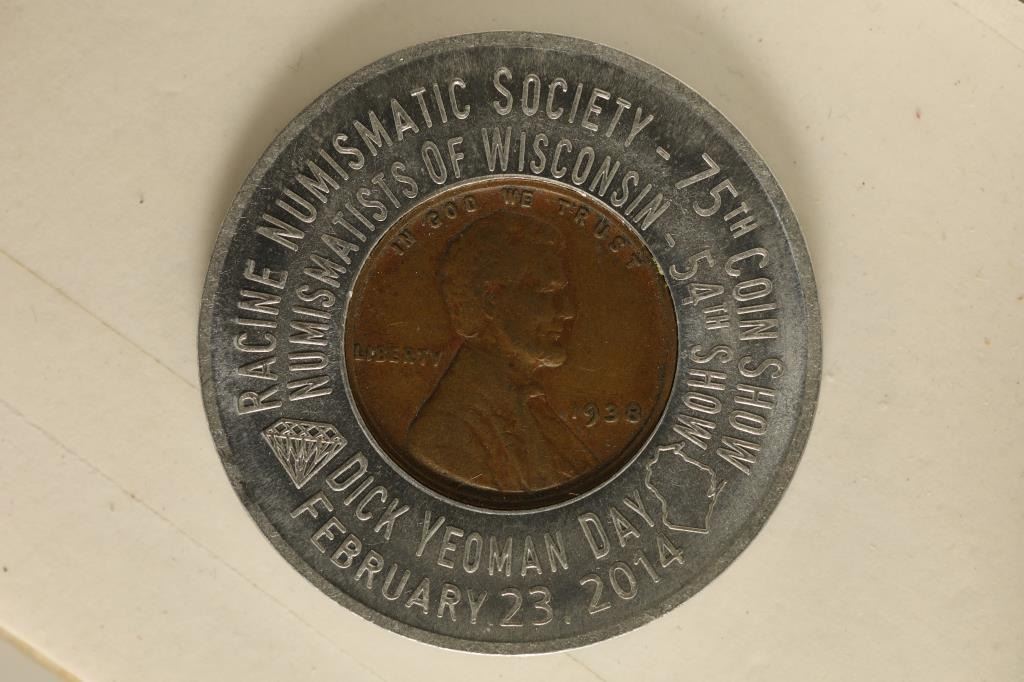 RACINE NUMISMATIC SOCIETY - 75TH COIN SHOW
NUMISMATISTS OF WISCONSIN - 54TH SHOW
IN GOD WE TRUST
LIBERTY
1938
DICK YEOMAN DAY
FEBRUARY 23, 2014